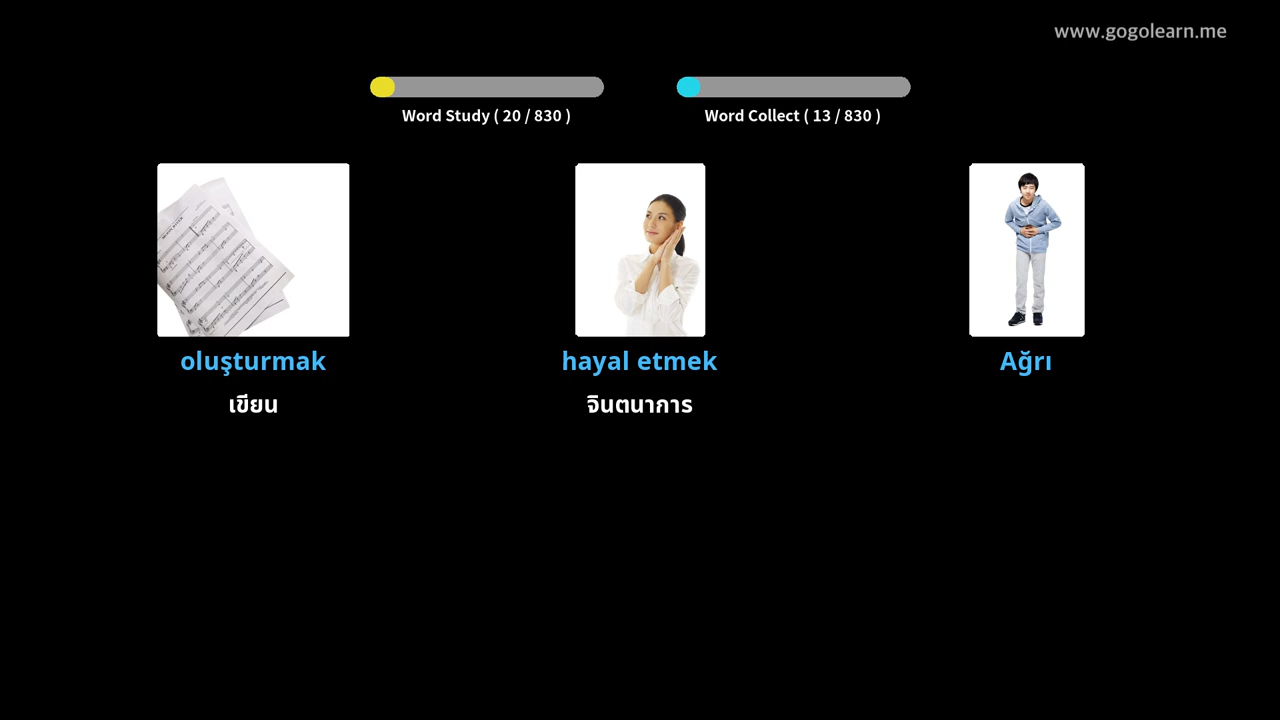 www.gogolearn.me
Word Study ( 20 / 830 )
Word Collect ( 13 / 830 )
oluşturmak
hayal etmek
Ağrı
เขียน
จินตนาการ